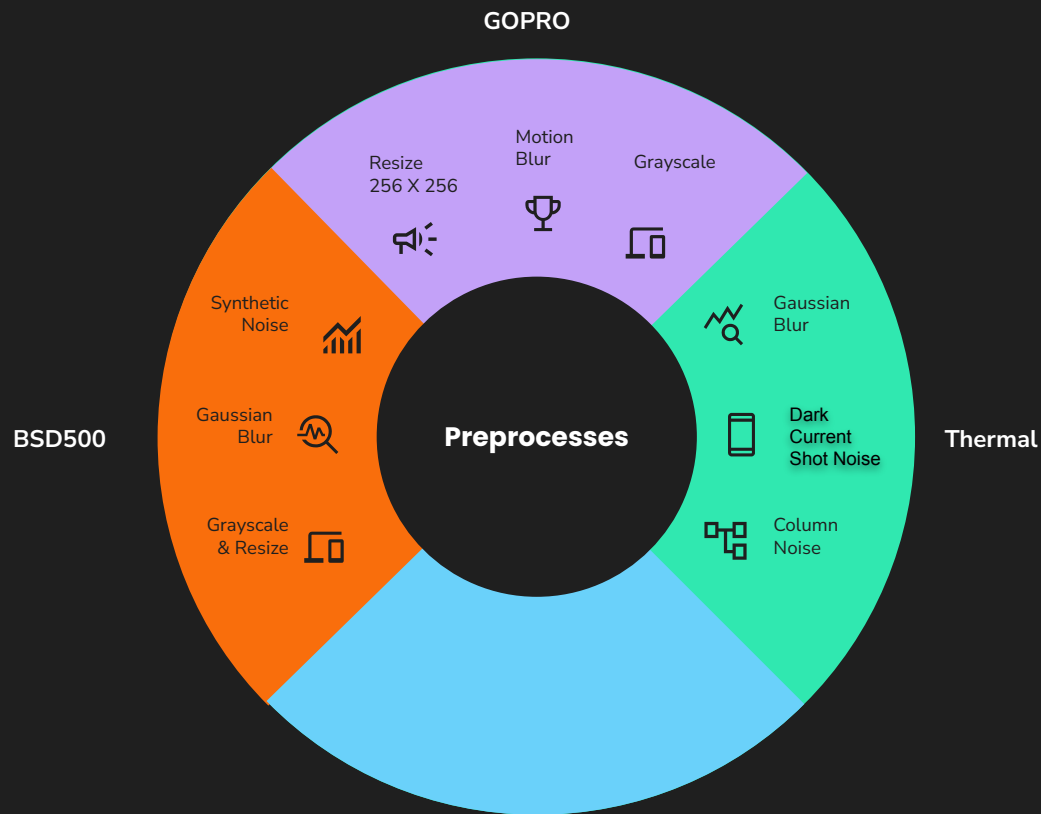 GOPRO
Resize
256 X 256
Motion
Blur
Grayscale
Synthetic
Noise
Gaussian
Blur
Grayscale
& Resize
BSD500
Preprocesses
Gaussian
Blur
Dark
Current
Shot Noise
Column
Noise
Thermal